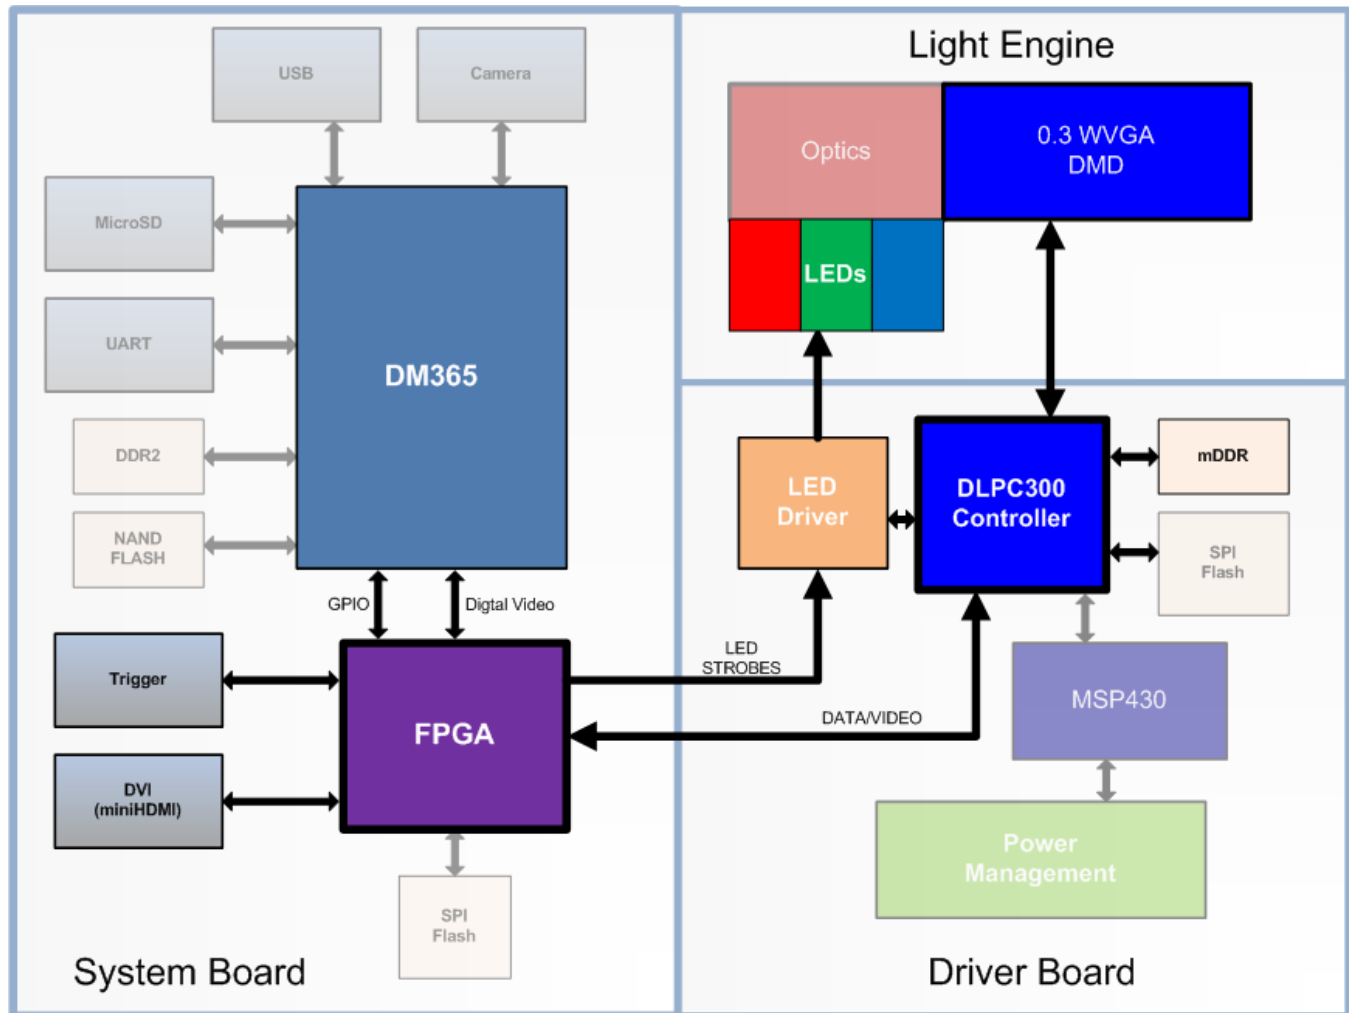 USB
Camera
Light Engine
Optics
0.3 WVGA
DMD
MicroSD
LEDs
UART
DM365
DDR2
mDDR
LED
Driver
DLPC300
Controller
NAND
FLASH
SPI
Flash
GPIO
Digtal Video
LED
STROBES
Trigger
FPGA
DATA/VIDEO
MSP430
DVI
(miniHDMI)
Power
Management
SPI
Flash
System Board
Driver Board